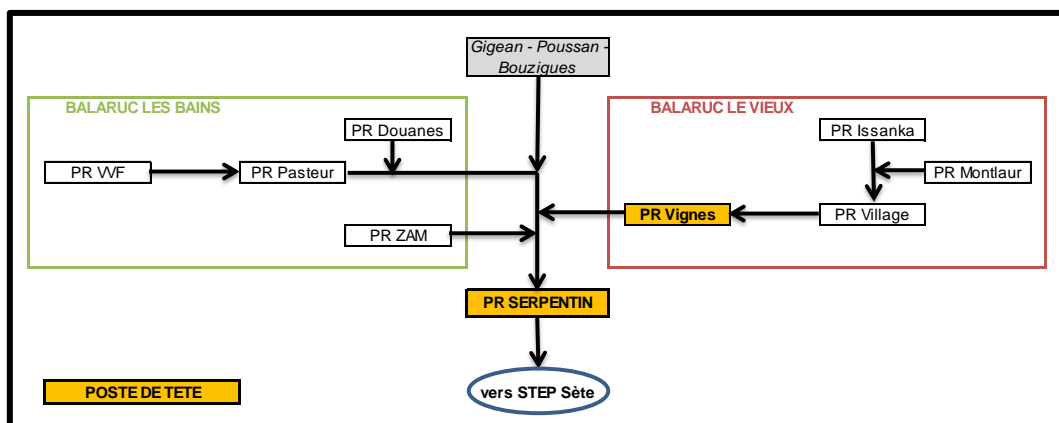 Gigean - Poussan -
Bouzigues
BALARUC LES BAINS
BALARUC LE VIEUX
PR Douanes
PR Issanka
PR VVF
PR Pasteur
PR Montlaur
PR Vignes
PR Village
PR ZAM
PR SERPENTIN
POSTE DE TETE
vers STEP Sète